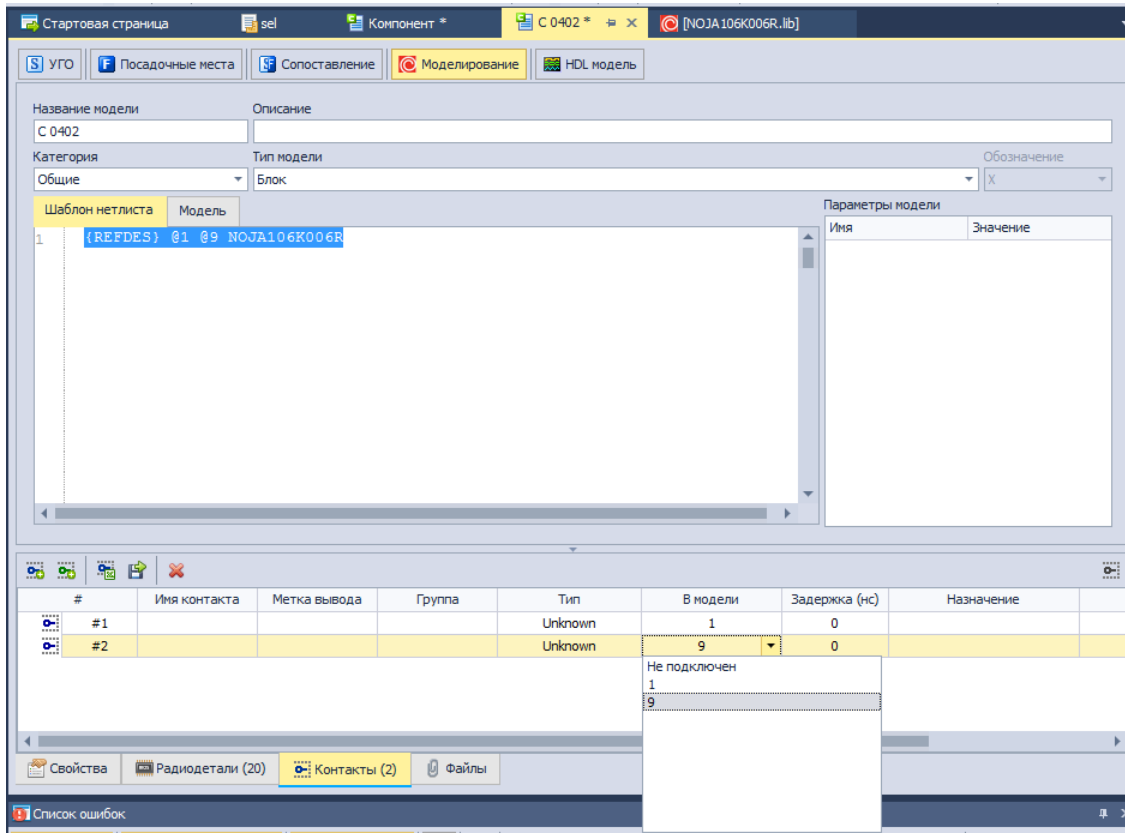 Стартовая страница sel Компонент * C 0402 * [NOJA106K006R.lib]
УГО Посадочные места Сопоставление Моделирование HDL модель
Название модели Описание
C 0402
Категория Тип модели Обозначение
Общие Блок X
Шаблон нетлиста Модель Параметры модели
Имя Значение
1 {REFDES} @1 @9 NOJA106K006R
# Имя контакта Метка вывода Группа Тип В модели Задержка (нс) Назначение
#1 Unknown 1 0
#2 Unknown 9 0
Не подключен
1
9
Свойства Радиодетали (20) Контакты (2) Файлы
Список ошибок